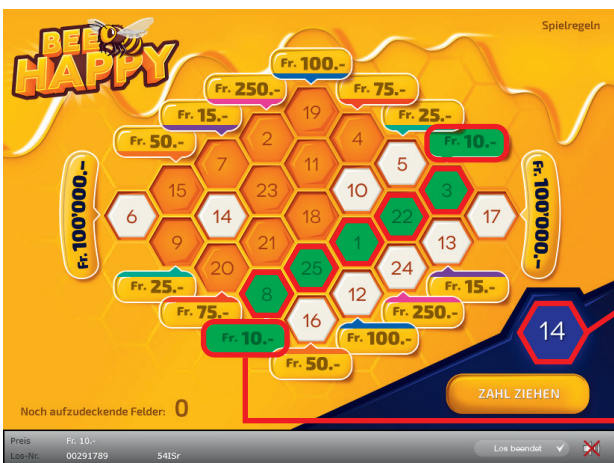 BEE
HAPPY
Spielregeln
Fr. 100.-
Fr. 250.-
Fr. 75.-
Fr. 15.-
Fr. 25.-
Fr. 50.-
Fr. 10.-
Fr. 100'000.-
Fr. 100'000.-
19
2
4
7
11
5
15
23
10
3
6
14
18
22
17
9
21
1
13
20
25
24
8
12
16
Fr. 25.-
Fr. 15.-
Fr. 75.-
Fr. 250.-
Fr. 10.-
Fr. 100.-
Fr. 50.-
14
ZAHL ZIEHEN
Noch aufzudeckende Felder: 0
Preis Fr. 10.-
Los-Nr. 00291789 54ISr
Los beendet